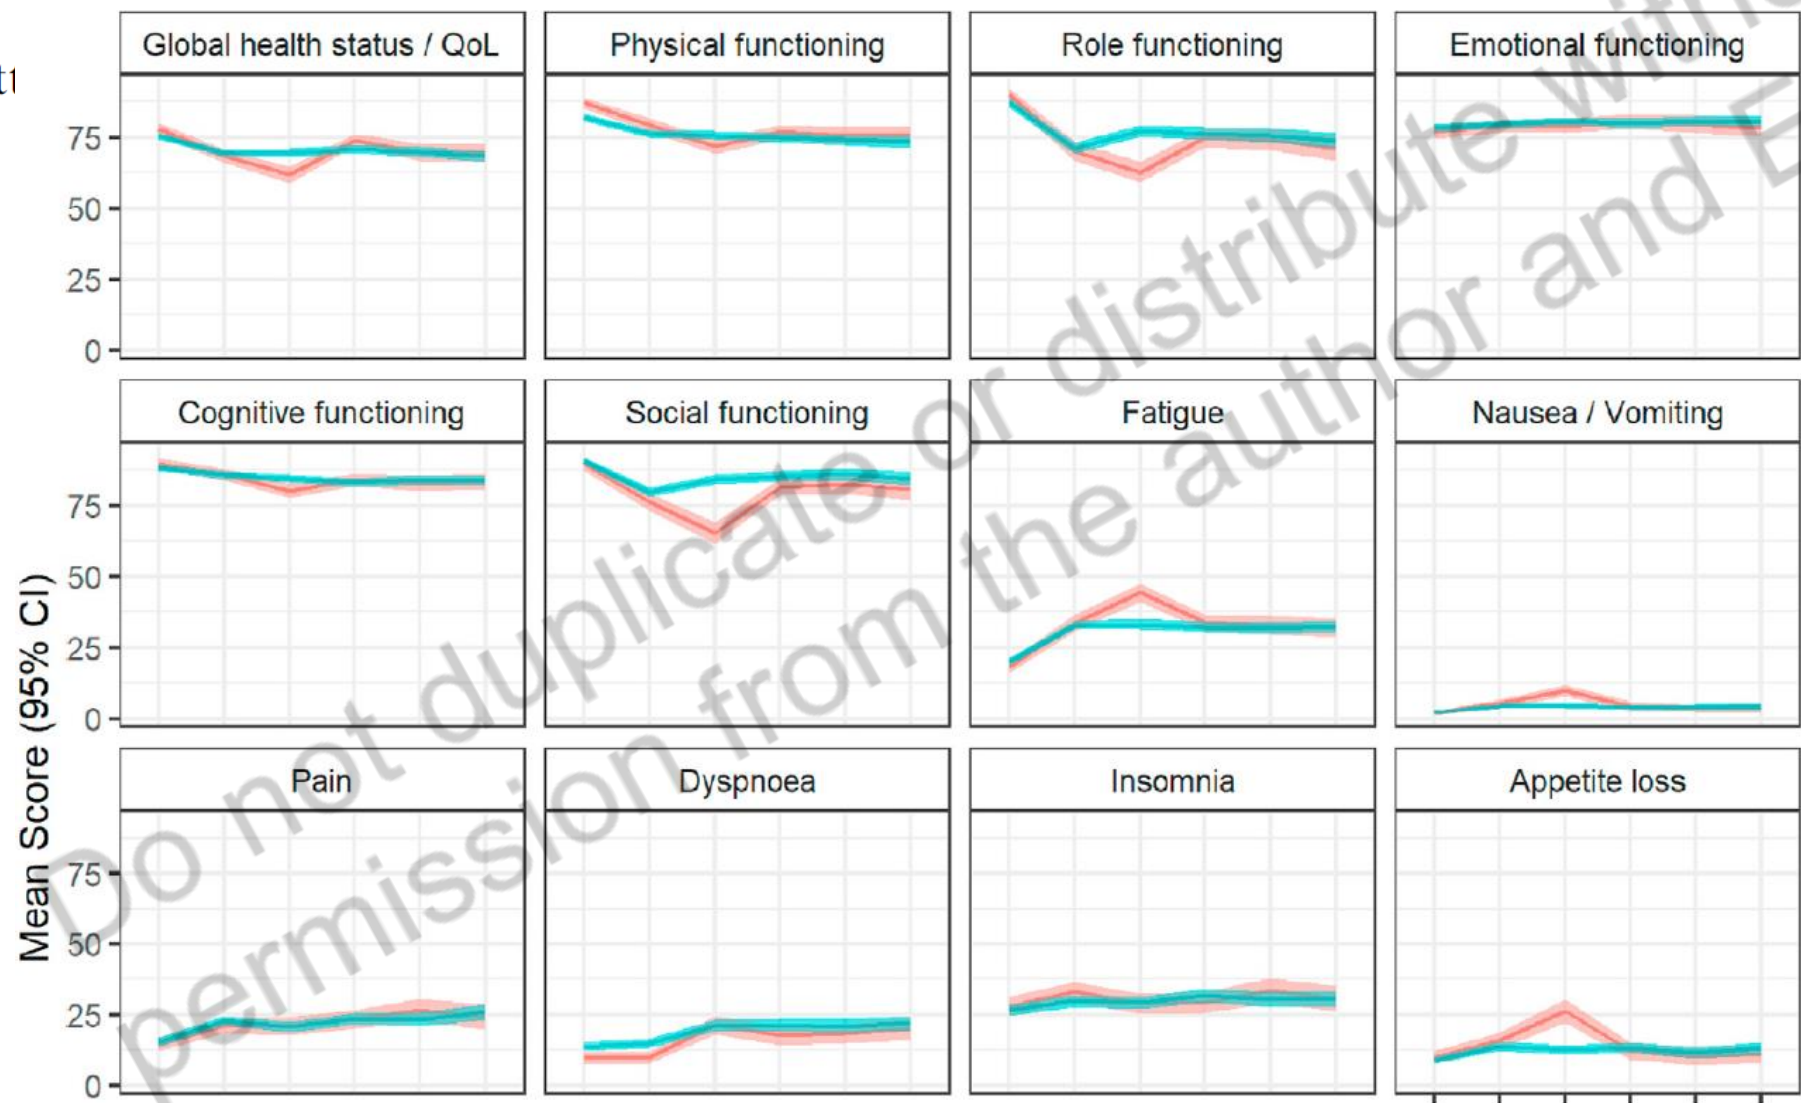 Global health status / QoL
Physical functioning
Role functioning
Emotional functioning
75
50
25
0
Cognitive functioning
Social functioning
Fatigue
Nausea / Vomiting
75
50
25
0
Pain
Dyspnoea
Insomnia
Appetite loss
75
50
25
0
Mean Score (95% CI)
Do not duplicate or distribute
permission from the author and